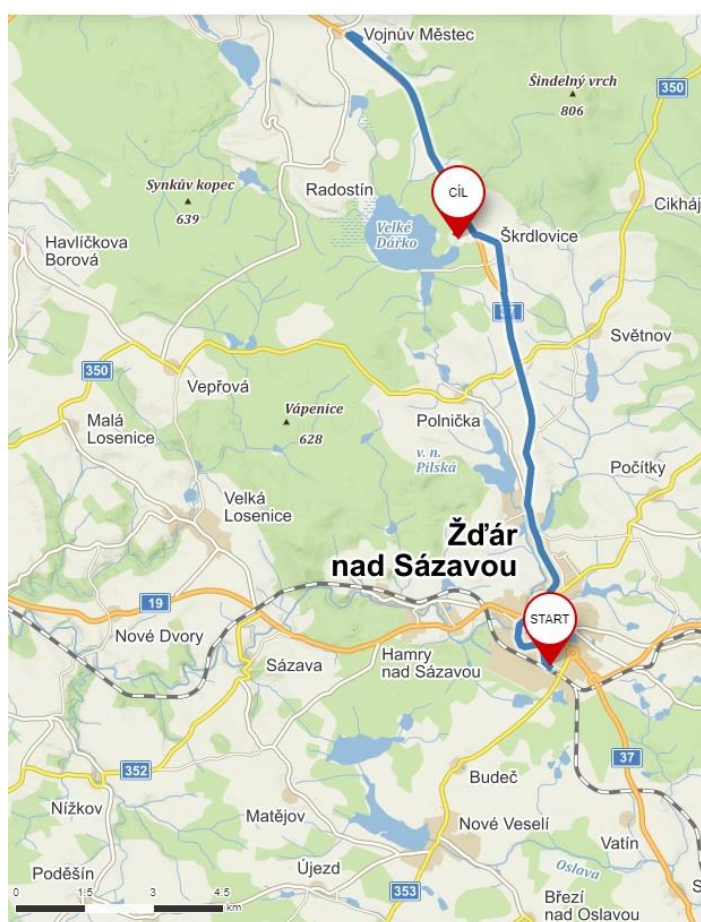 Vojnův Městec
Šindelný vrch
806
350
Radostín
CÍL
Synkův kopec
639
Cikháj
Velké
Dářko
Škrdlovice
Havlíčkova
Borová
37
Světnov
350
Vepřová
Vápenice
628
Polnička
Malá
Losenice
v. n.
Pilská
Počítky
Velká
Losenice
Žďár
nad Sázavou
19
START
Nové Dvory
Sázava
Hamry
nad Sázavou
37
352
Budeč
Nížkov
Matějov
Nové Veselí
Vatín
Poděšín
Újezd
Oslava
S
353
Březí
nad Oslavou
0 1.5 3 4.5
km